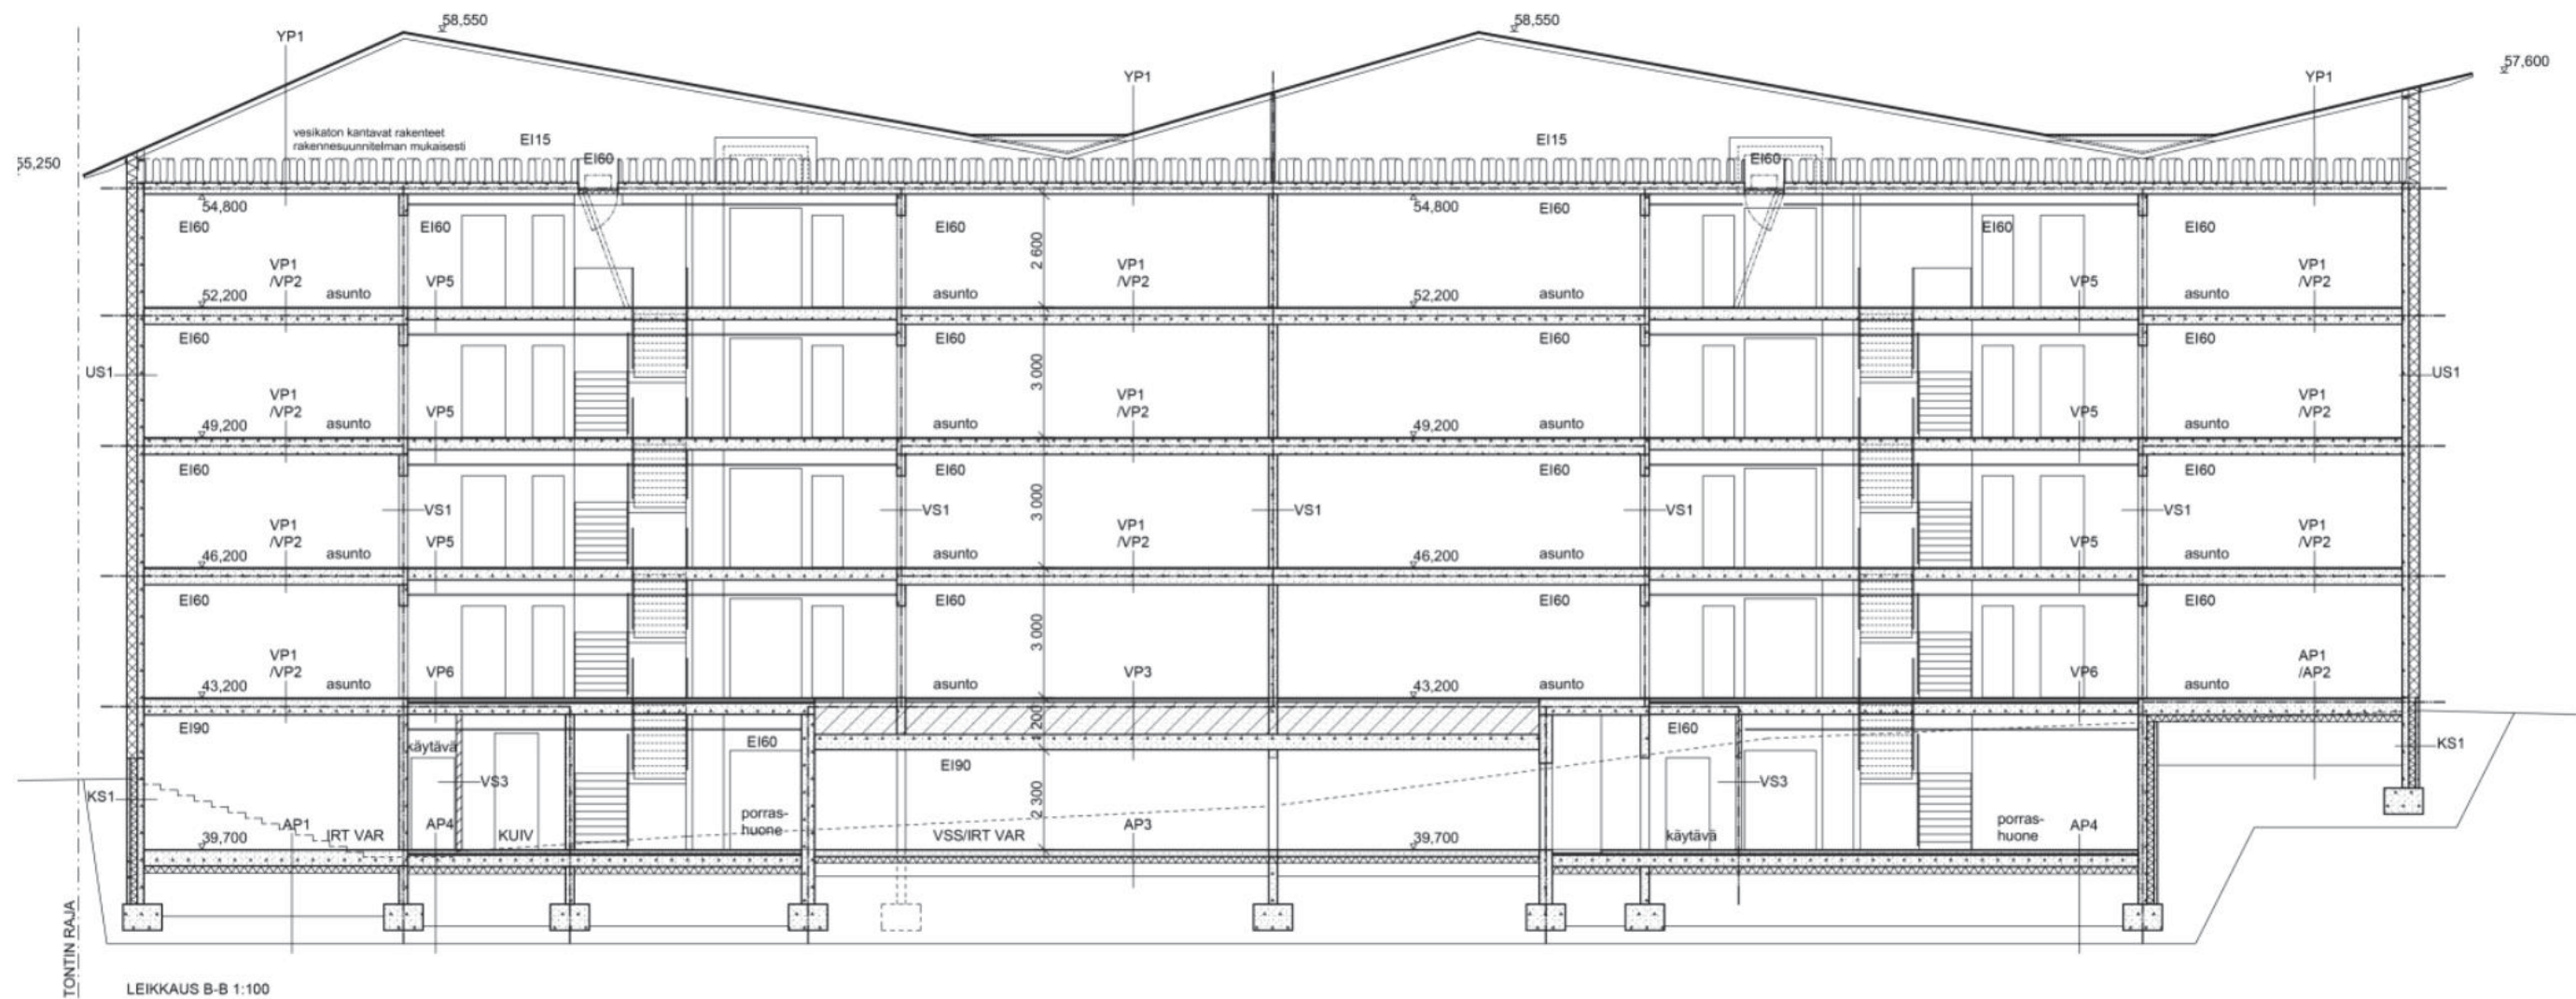 58,550
58,550
57,600
YP1
YP1
YP1
vesikaton kantavat rakenteet
rakennesuunnitelman mukaisesti
EI15
EI15
EI60
EI60
55,250
54,800
54,800
EI60
EI60
EI60
EI60
EI60
EI60
2 600
VP1
/VP2
VP5
VP1
/VP2
VP5
VP1
/VP2
52,200
asunto
asunto
52,200
asunto
asunto
EI60
EI60
EI60
EI60
US1
3 000
US1
VP1
/VP2
VP5
VP1
/VP2
VP5
VP1
/VP2
49,200
asunto
asunto
49,200
asunto
asunto
EI60
EI60
EI60
EI60
VS1
VS1
3 000
VS1
VS1
VS1
VP1
/VP2
VP5
VP1
/VP2
VP5
VP1
/VP2
46,200
asunto
asunto
46,200
asunto
asunto
EI60
EI60
EI60
EI60
3 000
VP1
/VP2
VP6
VP3
VP6
AP1
/AP2
43,200
asunto
asunto
43,200
asunto
asunto
EI90
1 200
EI60
EI60
käytävä
KS1
EI90
VS3
VS3
KS1
2 300
AP1
IRT VAR
AP4
KUIV
porras-
huone
VSS/IRT VAR
AP3
39,700
39,700
käytävä
porras-
huone
AP4
TONTIN RAJA
LEIKKAUS B-B 1:100